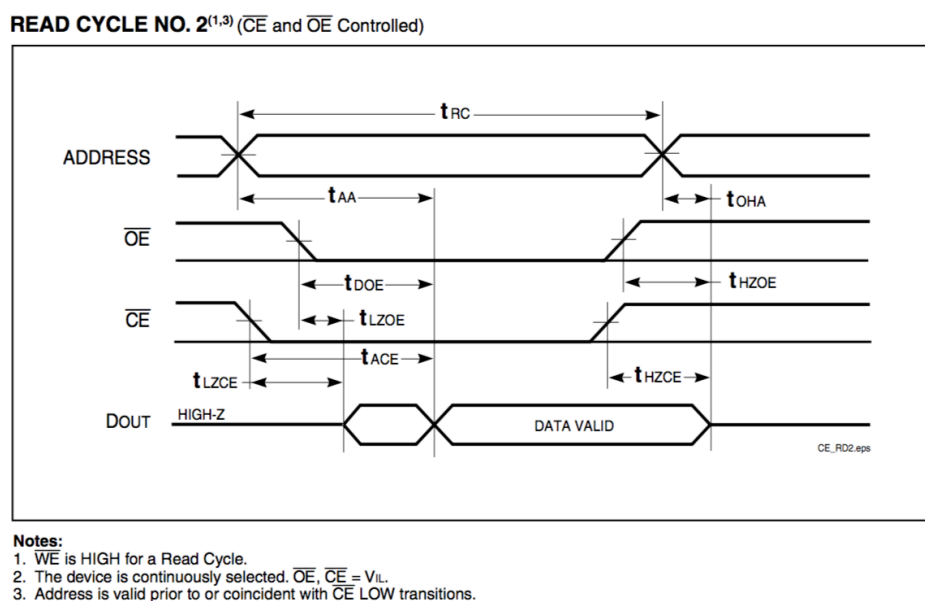 READ CYCLE NO. 2(1,3) (CE and OE Controlled)
tRC
ADDRESS
tAA
tOHA
OE
tDOE
tHZOE
tLZOE
CE
tACE
tLZCE
tHZCE
DOUT
HIGH-Z
DATA VALID
CE_RD2.eps
Notes:
1. WE is HIGH for a Read Cycle.
2. The device is continuously selected. OE, CE = VIL.
3. Address is valid prior to or coincident with CE LOW transitions.